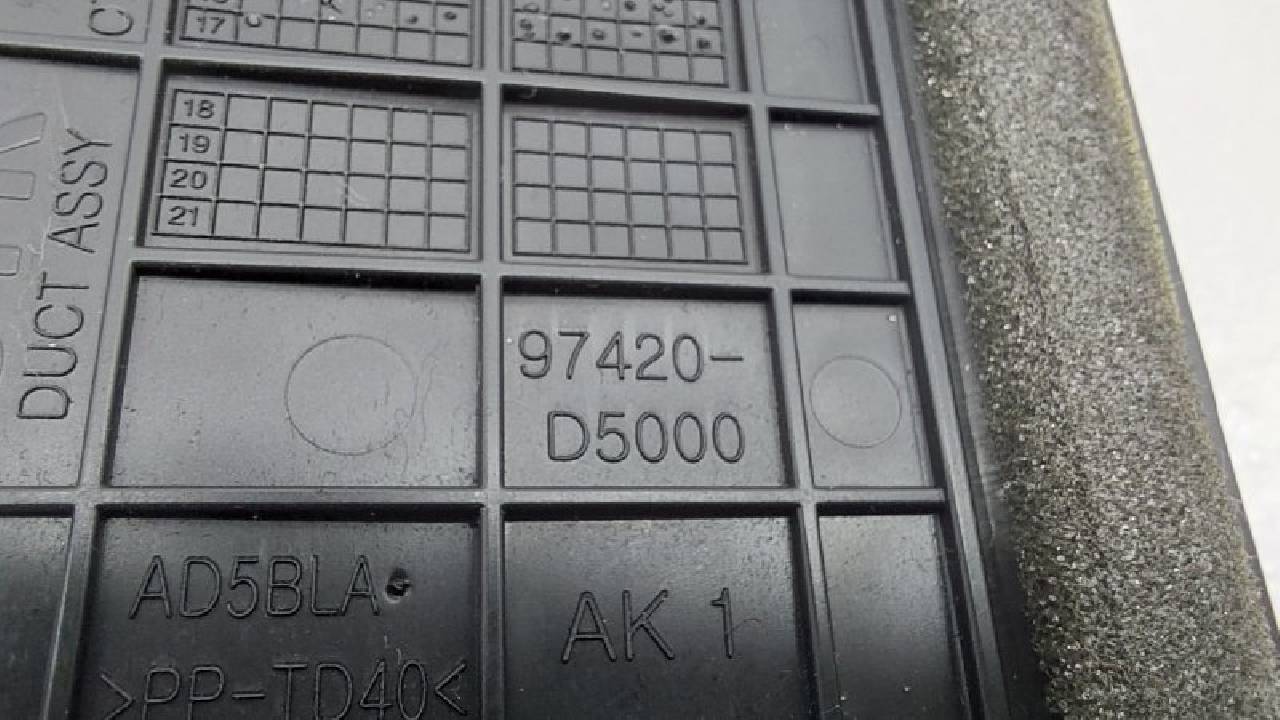 17
18
19
20
21
DUCT ASSY
97420-
D5000
AD5BLA
>PP-TD40<
AK 1